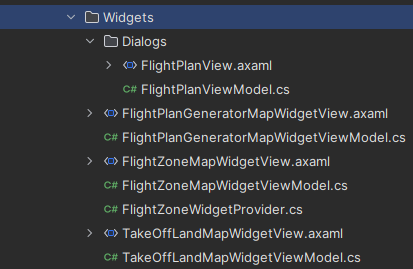 Widgets
Dialogs
FlightPlanView.axaml
C# FlightPlanViewModel.cs
FlightPlanGeneratorMapWidgetView.axaml
C# FlightPlanGeneratorMapWidgetViewModel.cs
FlightZoneMapWidgetView.axaml
C# FlightZoneMapWidgetViewModel.cs
C# FlightZoneWidgetProvider.cs
TakeOffLandMapWidgetView.axaml
C# TakeOffLandMapWidgetViewModel.cs